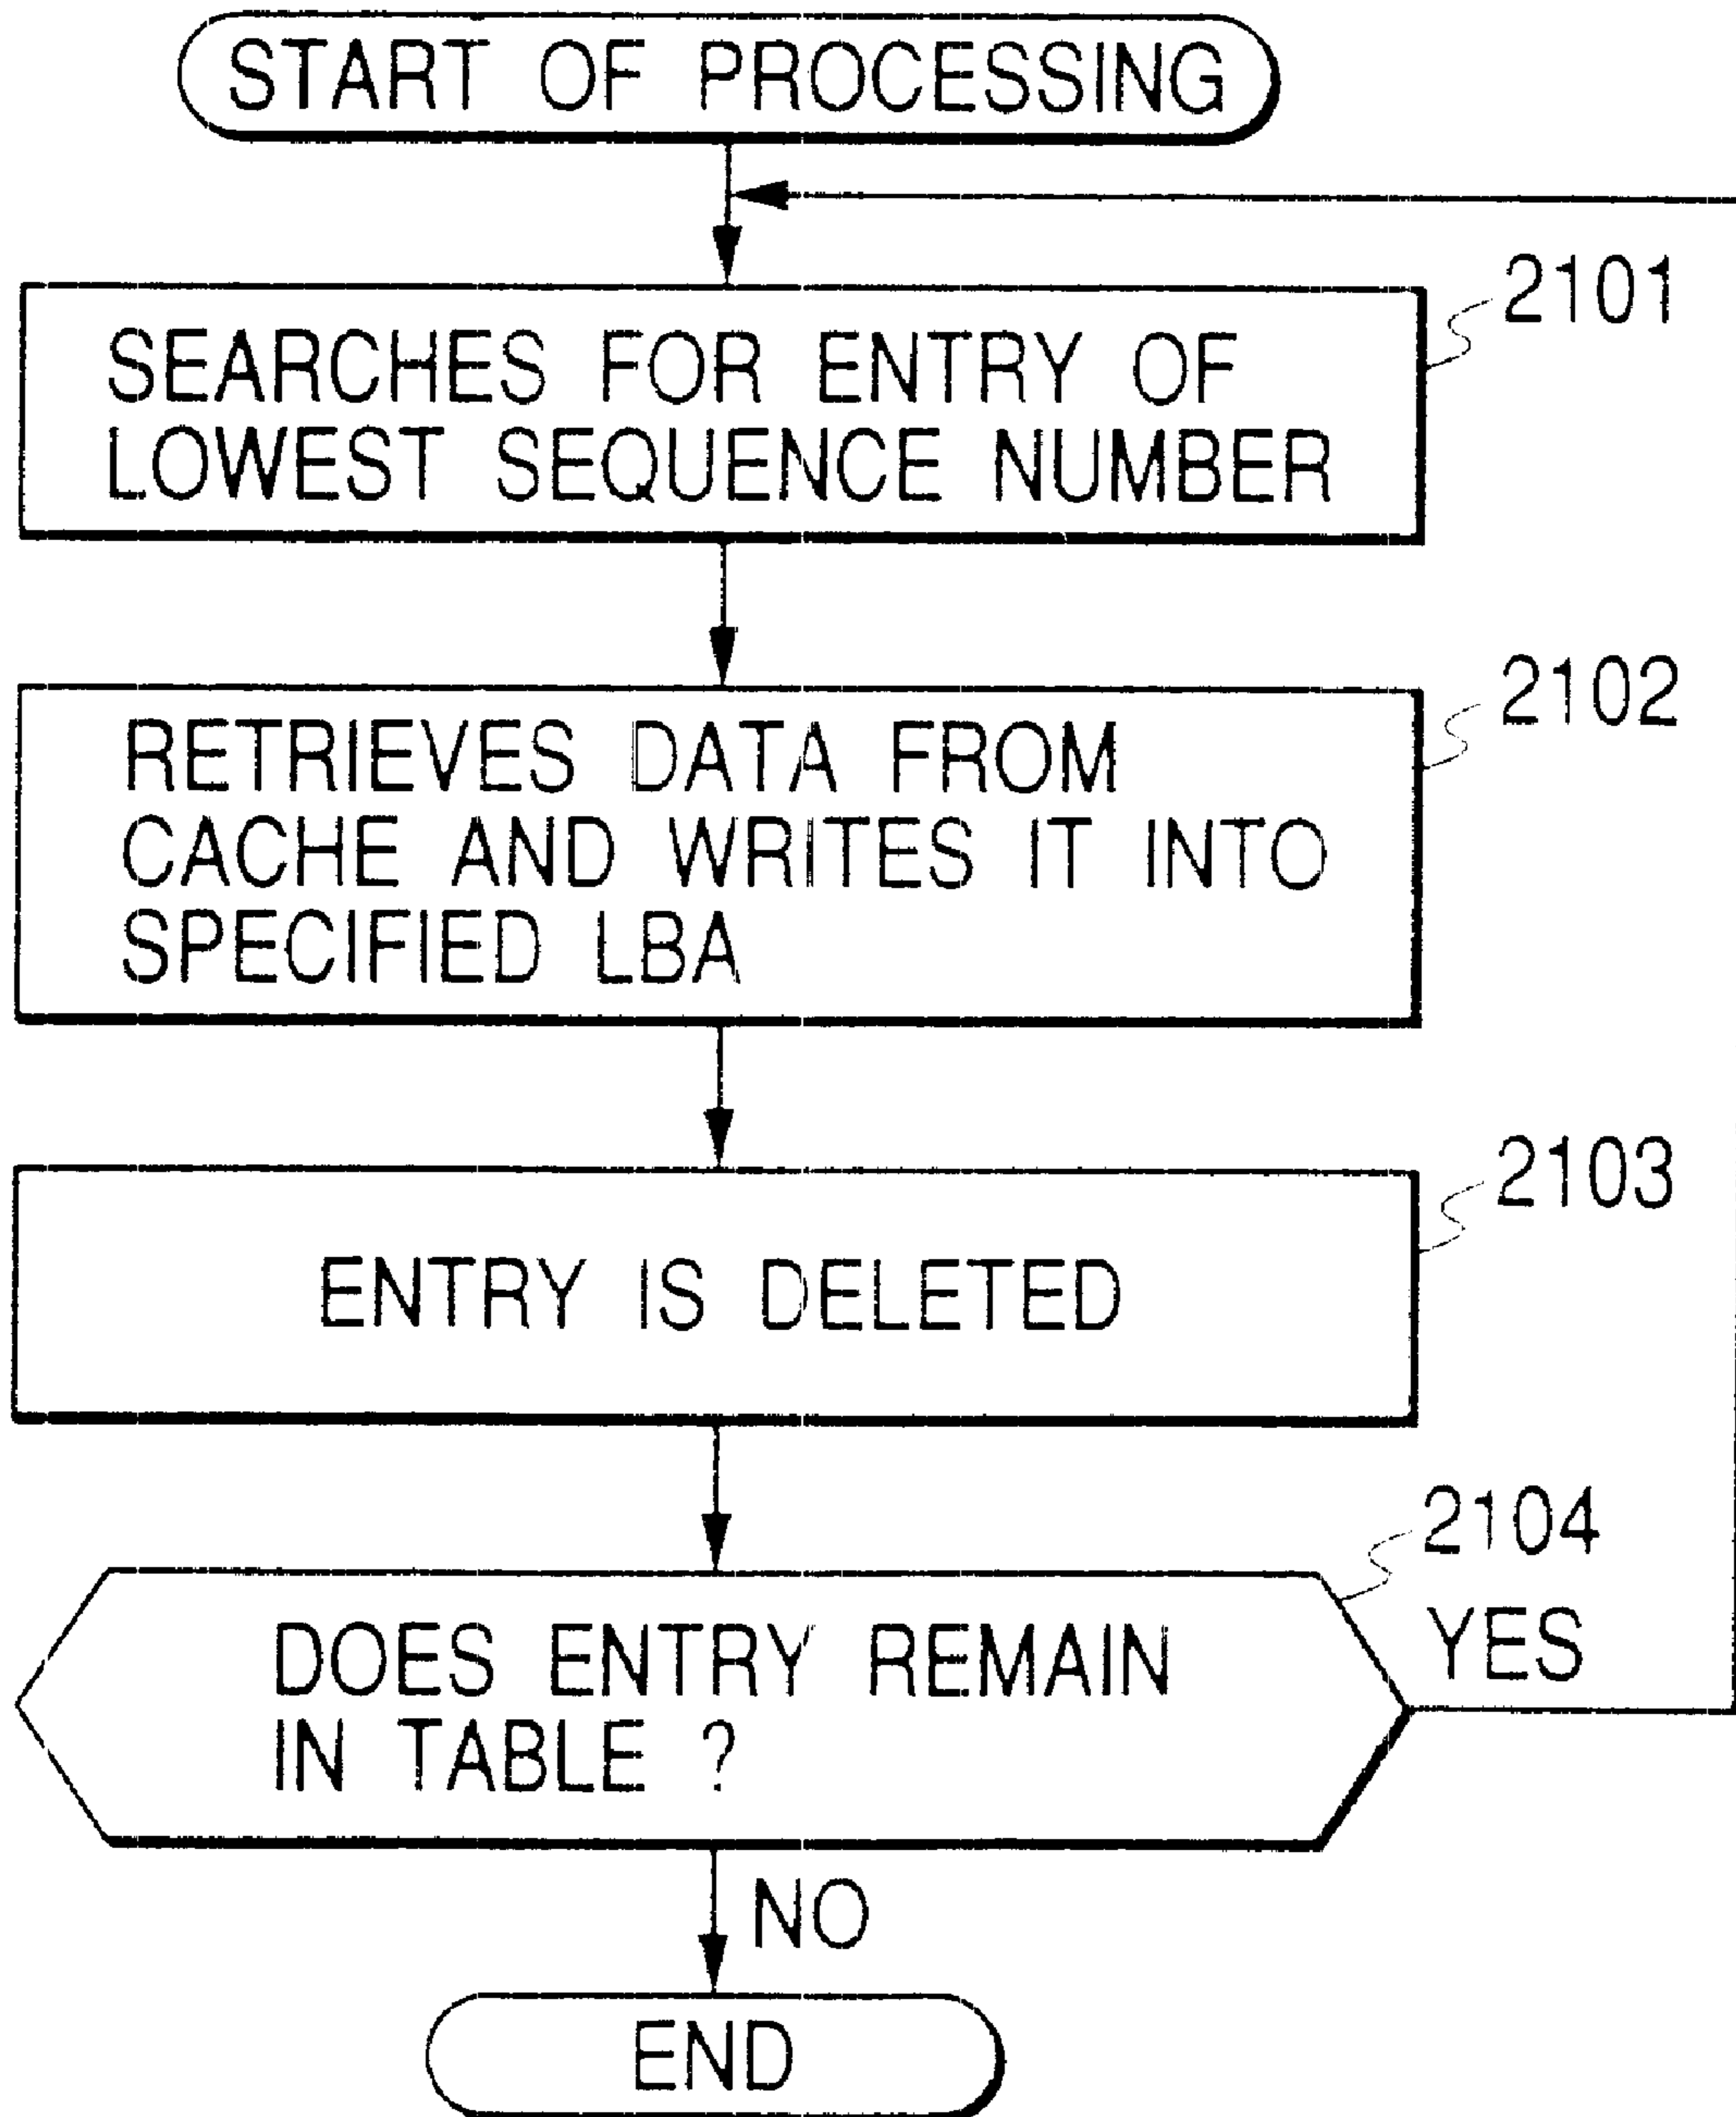 START OF PROCESSING
2101
SEARCHES FOR ENTRY OF
LOWEST SEQUENCE NUMBER
2102
RETRIEVES DATA FROM
CACHE AND WRITES IT INTO
SPECIFIED LBA
2103
ENTRY IS DELETED
2104
DOES ENTRY REMAIN
IN TABLE ?
YES
NO
END